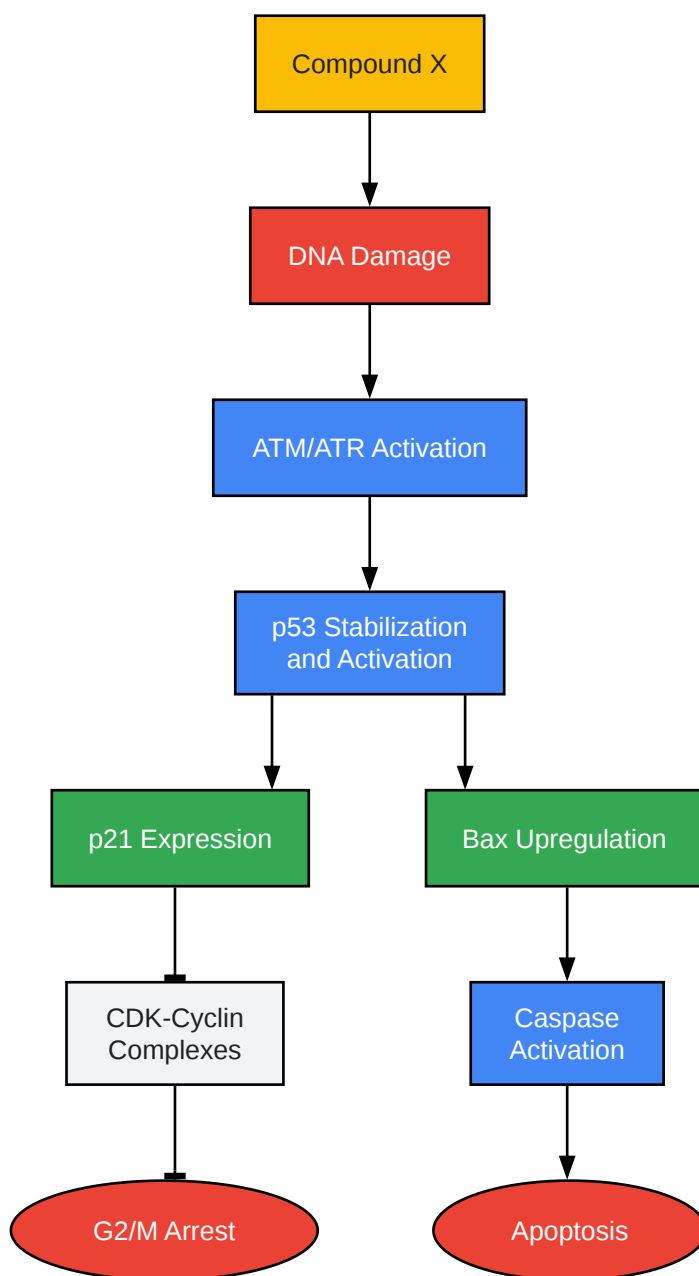 Compound X
DNA Damage
ATM/ATR Activation
p53 Stabilization
and Activation
p21 Expression
Bax Upregulation
CDK-Cyclin
Complexes
Caspase
Activation
G2/M Arrest
Apoptosis